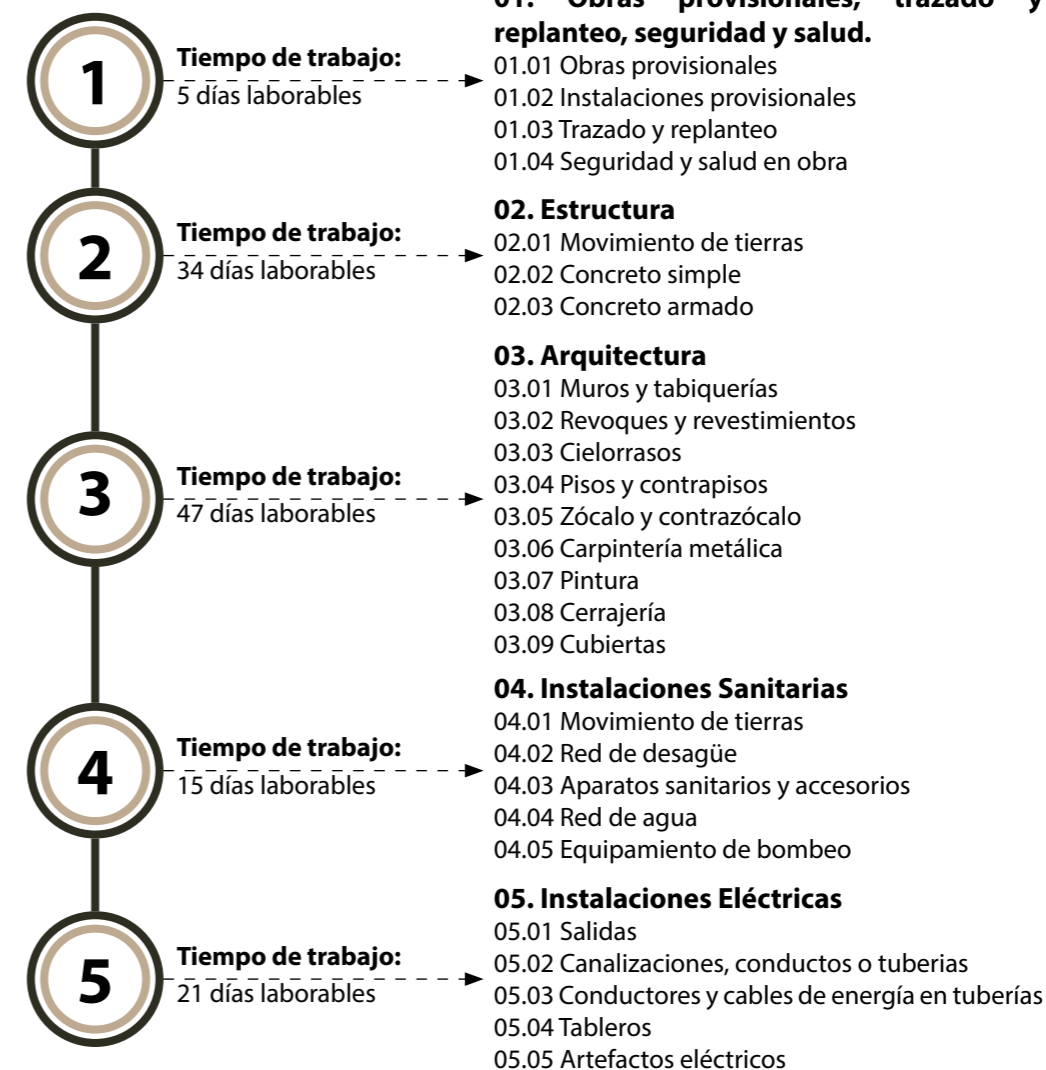 01. Obras provisionales, trazado y
replanteo, seguridad y salud.
1
Tiempo de trabajo:
5 días laborables
01.01 Obras provisionales
01.02 Instalaciones provisionales
01.03 Trazado y replanteo
01.04 Seguridad y salud en obra
2
Tiempo de trabajo:
34 días laborables
02. Estructura
02.01 Movimiento de tierras
02.02 Concreto simple
02.03 Concreto armado
3
Tiempo de trabajo:
47 días laborables
03. Arquitectura
03.01 Muros y tabiquerías
03.02 Revoques y revestimientos
03.03 Cielorrasos
03.04 Pisos y contrapisos
03.05 Zócalo y contrazócalo
03.06 Carpintería metálica
03.07 Pintura
03.08 Cerrajería
03.09 Cubiertas
4
Tiempo de trabajo:
15 días laborables
04. Instalaciones Sanitarias
04.01 Movimiento de tierras
04.02 Red de desagüe
04.03 Aparatos sanitarios y accesorios
04.04 Red de agua
04.05 Equipamiento de bombeo
5
Tiempo de trabajo:
21 días laborables
05. Instalaciones Eléctricas
05.01 Salidas
05.02 Canalizaciones, conductos o tuberias
05.03 Conductores y cables de energía en tuberías
05.04 Tableros
05.05 Artefactos eléctricos